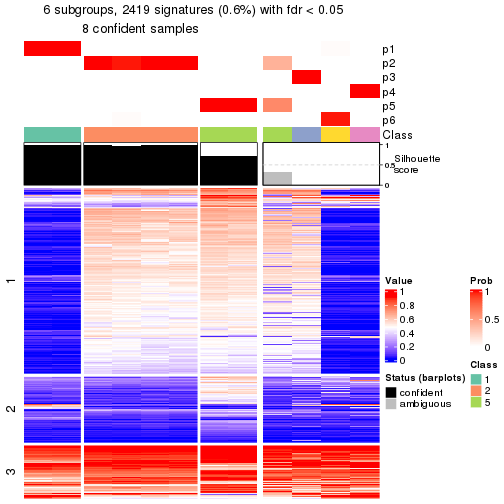 6 subgroups, 2419 signatures (0.6%) with fdr < 0.05
8 confident samples
p1
p2
p3
p4
p5
p6
Class
1
0.5
0
Silhouette
score
1
2
3
Value
1
0.8
0.6
0.4
0.2
0
Prob
1
0.5
0
Status (barplots)
confident
ambiguous
Class
1
2
5